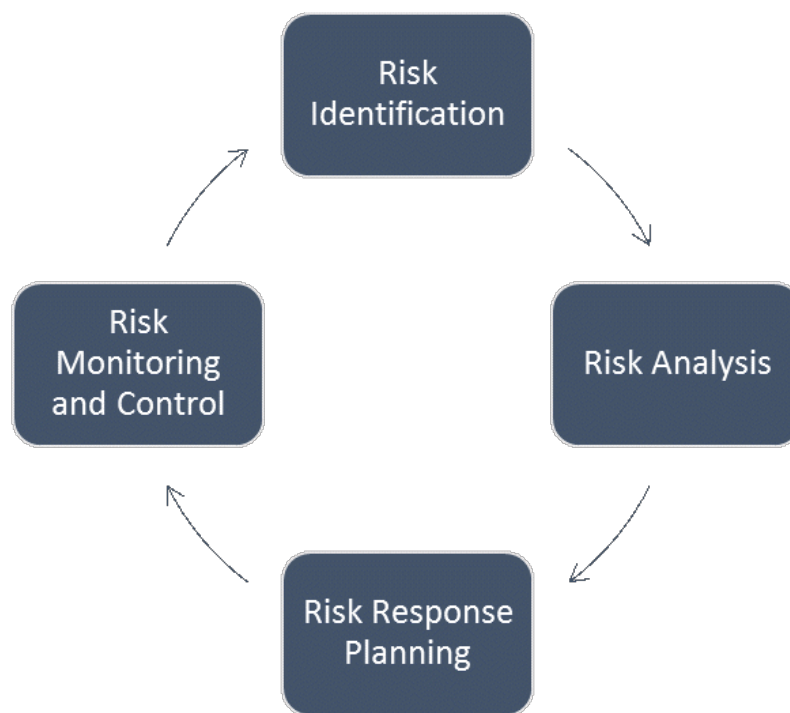 Risk
Identification
Risk Analysis
Risk Response
Planning
Risk
Monitoring
and Control